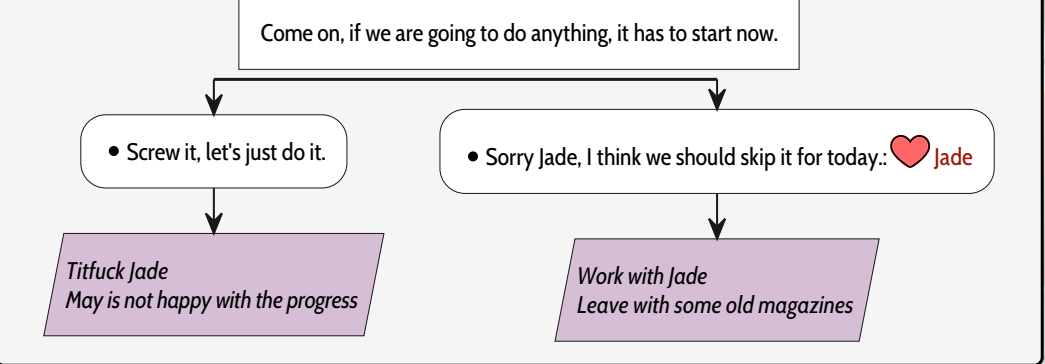 Come on, if we are going to do anything, it has to start now.
• Screw it, let's just do it.
• Sorry Jade, I think we should skip it for today.: Jade
Titfuck Jade
May is not happy with the progress
Work with Jade
Leave with some old magazines